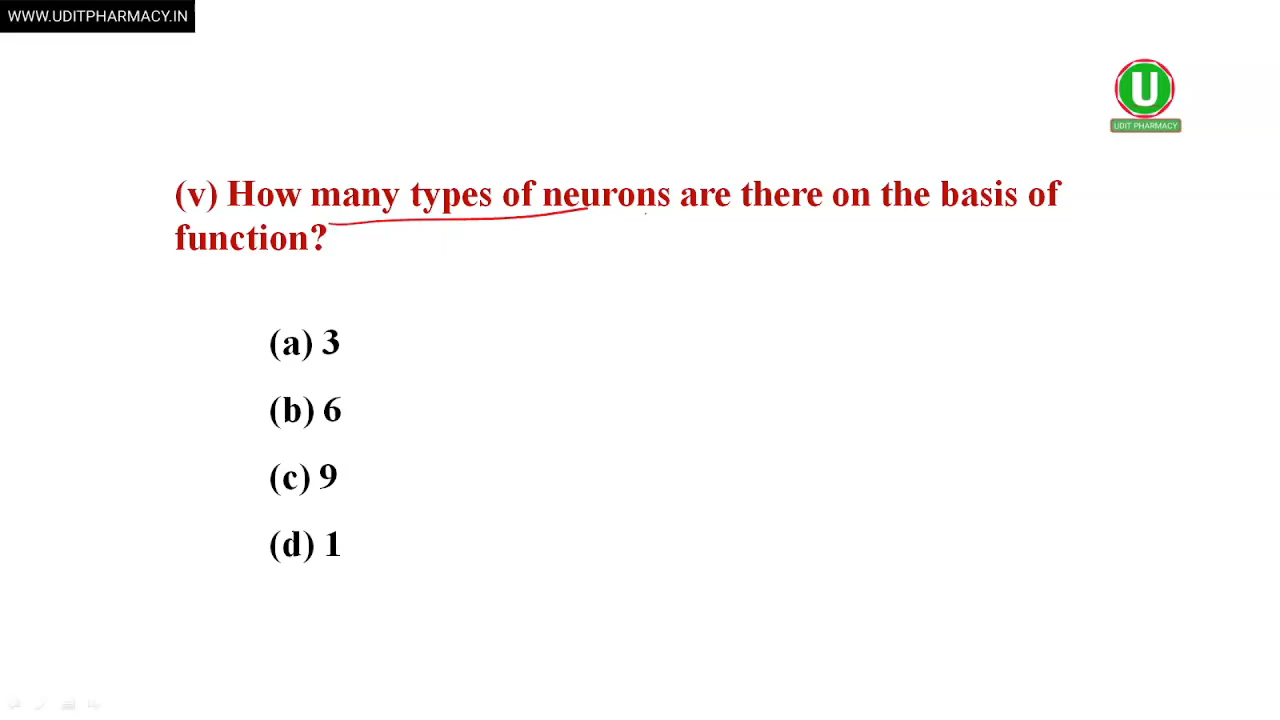 WWW.UDITPHARMACY.IN
U
UDIT PHARMACY
(v) How many types of neurons are there on the basis of
function?
(a) 3
(b) 6
(c) 9
(d) 1